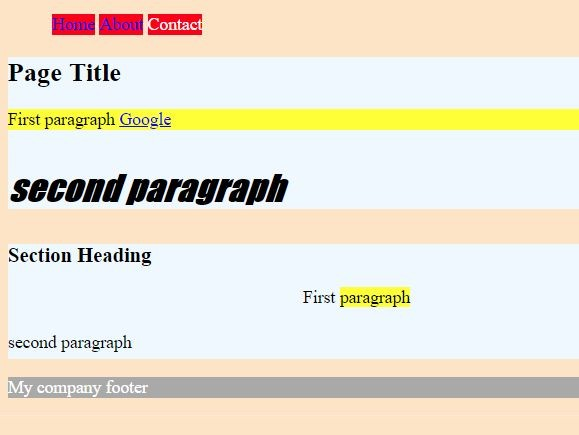 Home About Contact
Page Title
First paragraph Google
second paragraph
Section Heading
First paragraph
second paragraph
My company footer